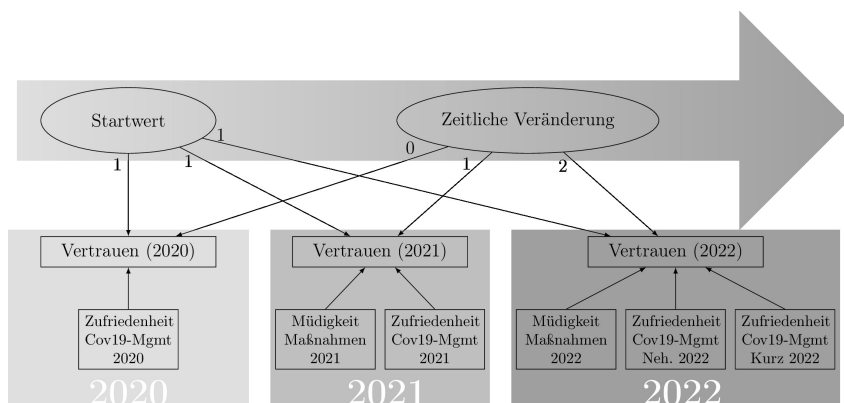 Startwert
Zeitliche Veränderung
1
1
1
0
1
2
Vertrauen (2020)
Vertrauen (2021)
Vertrauen (2022)
Zufriedenheit
Cov19-Mgmt
2020
Müdigkeit
Maßnahmen
2021
Zufriedenheit
Cov19-Mgmt
2021
Müdigkeit
Maßnahmen
2022
Zufriedenheit
Cov19-Mgmt
Neh. 2022
Zufriedenheit
Cov19-Mgmt
Kurz 2022
2020
2021
2022